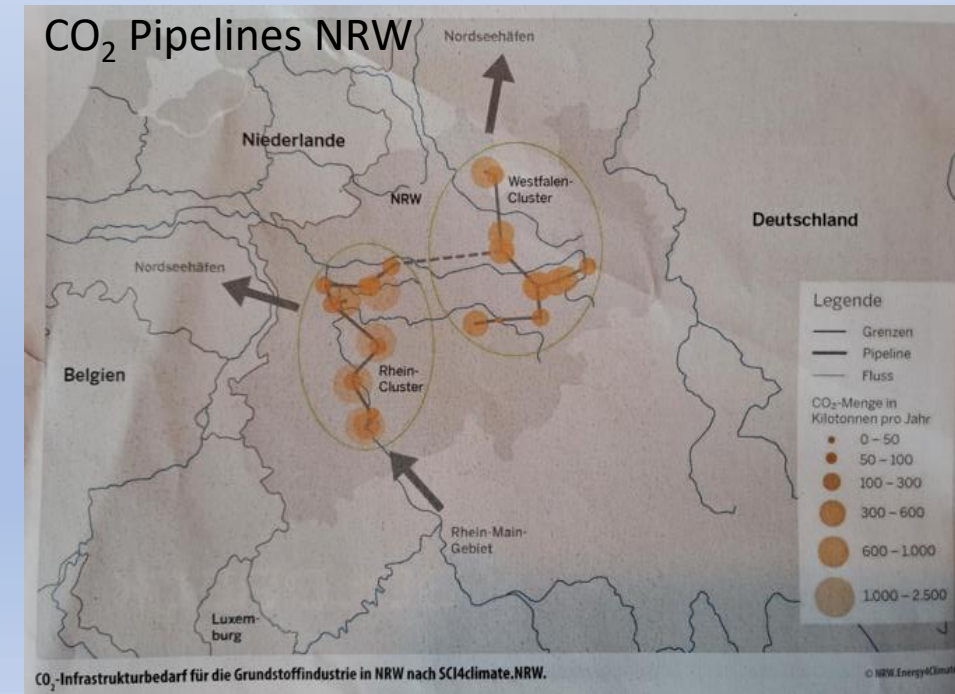 CO₂ Pipelines NRW
Nordseehäfen
Niederlande
NRW
Westfalen-
Cluster
Deutschland
Nordseehäfen
Belgien
Rhein-
Cluster
Rhein-Main-
Gebiet
Luxem-
burg
Legende
Grenzen
Pipeline
Fluss
CO₂-Menge in
Kilotonnen pro Jahr
0 – 50
50 – 100
100 – 300
300 – 600
600 – 1.000
1.000 – 2.500
CO₂-Infrastrukturbedarf für die Grundstoffindustrie in NRW nach SCI4climate.NRW.
© NRW.Energy4Climate